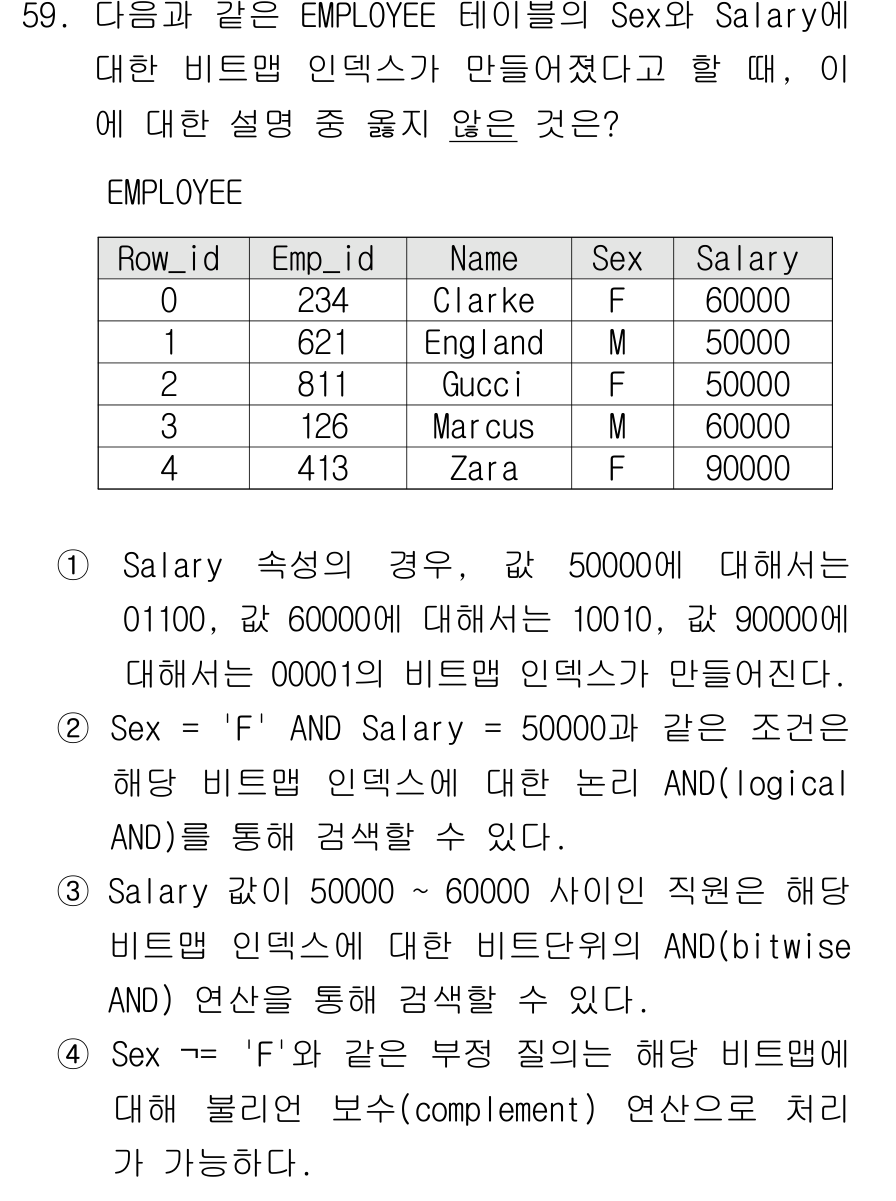 59. 다음과 같은 EMPLOYEE 테이블의 Sex와 Salary에
대한 비트맵 인덱스가 만들어졌다고 할 때, 이
에 대한 설명 중 옳지 않은 것은?
EMPLOYEE
Row_id Emp_id Name Sex Salary
0 234 Clarke F 60000
1 621 England M 50000
2 811 Gucci F 50000
3 126 Marcus M 60000
4 413 Zara F 90000
① Salary 속성의 경우, 값 50000에 대해서는
01100, 값 60000에 대해서는 10010, 값 90000에
대해서는 00001의 비트맵 인덱스가 만들어진다.
② Sex = 'F' AND Salary = 50000과 같은 조건은
해당 비트맵 인덱스에 대한 논리 AND(logical
AND)를 통해 검색할 수 있다.
③ Salary 값이 50000 ~ 60000 사이인 직원은 해당
비트맵 인덱스에 대한 비트단위의 AND(bitwise
AND) 연산을 통해 검색할 수 있다.
④ Sex ¬= 'F'와 같은 부정 질의는 해당 비트맵에
대해 불리언 보수(complement) 연산으로 처리
가 가능하다.